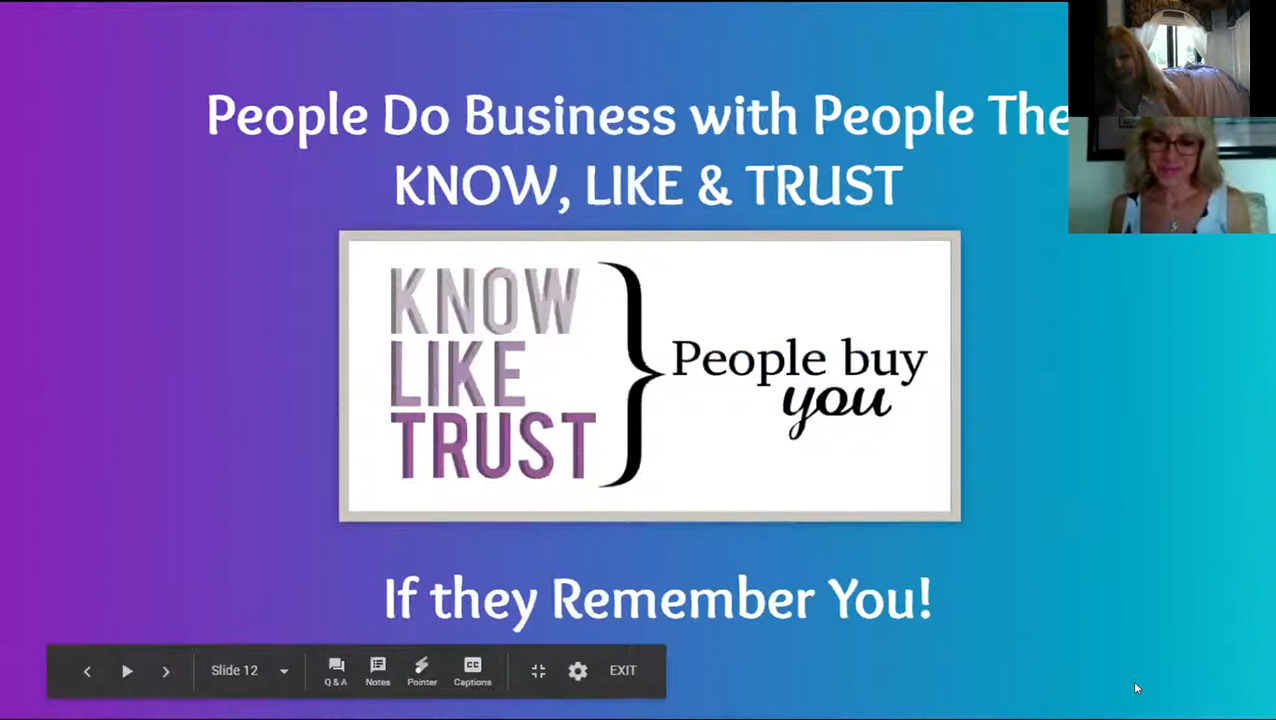 People Do Business with People The
KNOW, LIKE & TRUST
KNOW
LIKE
TRUST
People buy
you
If they Remember You!
Slide 12
Q & A
Notes
Pointer
CC
Captions
EXIT